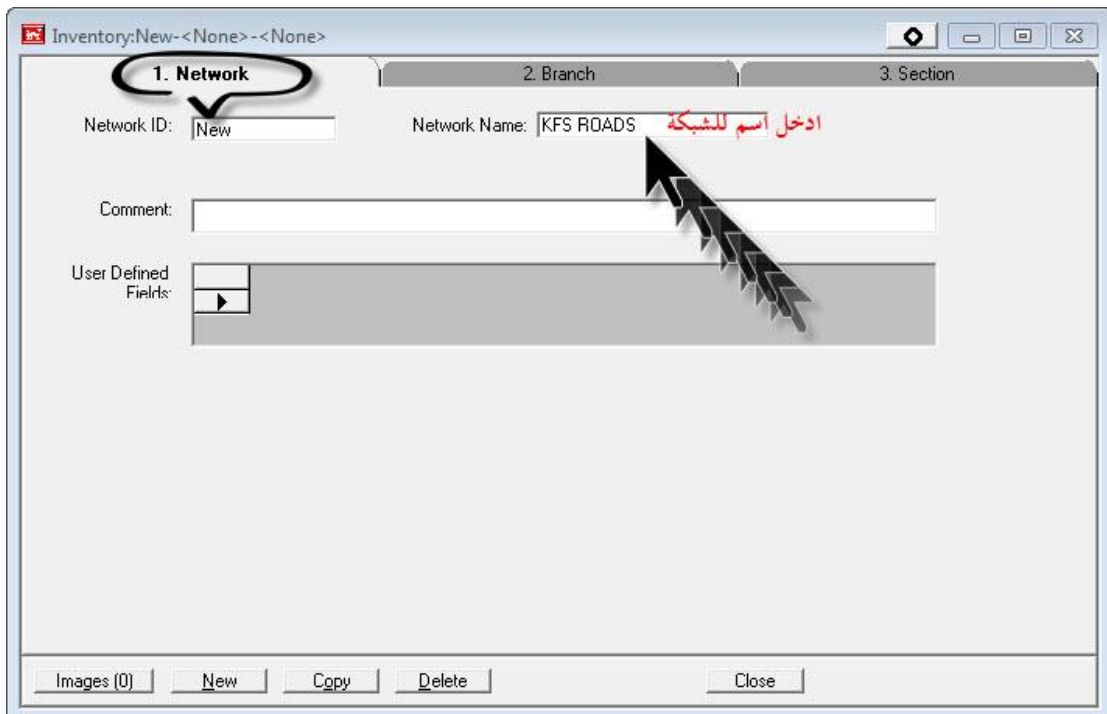 Inventory:New-<None>-<None>
1. Network
2. Branch
3. Section
Network ID: New
Network Name: KFS ROADS ادخل اسم للشبكة
Comment:
User Defined
Fields:
Images (0) New Copy Delete Close